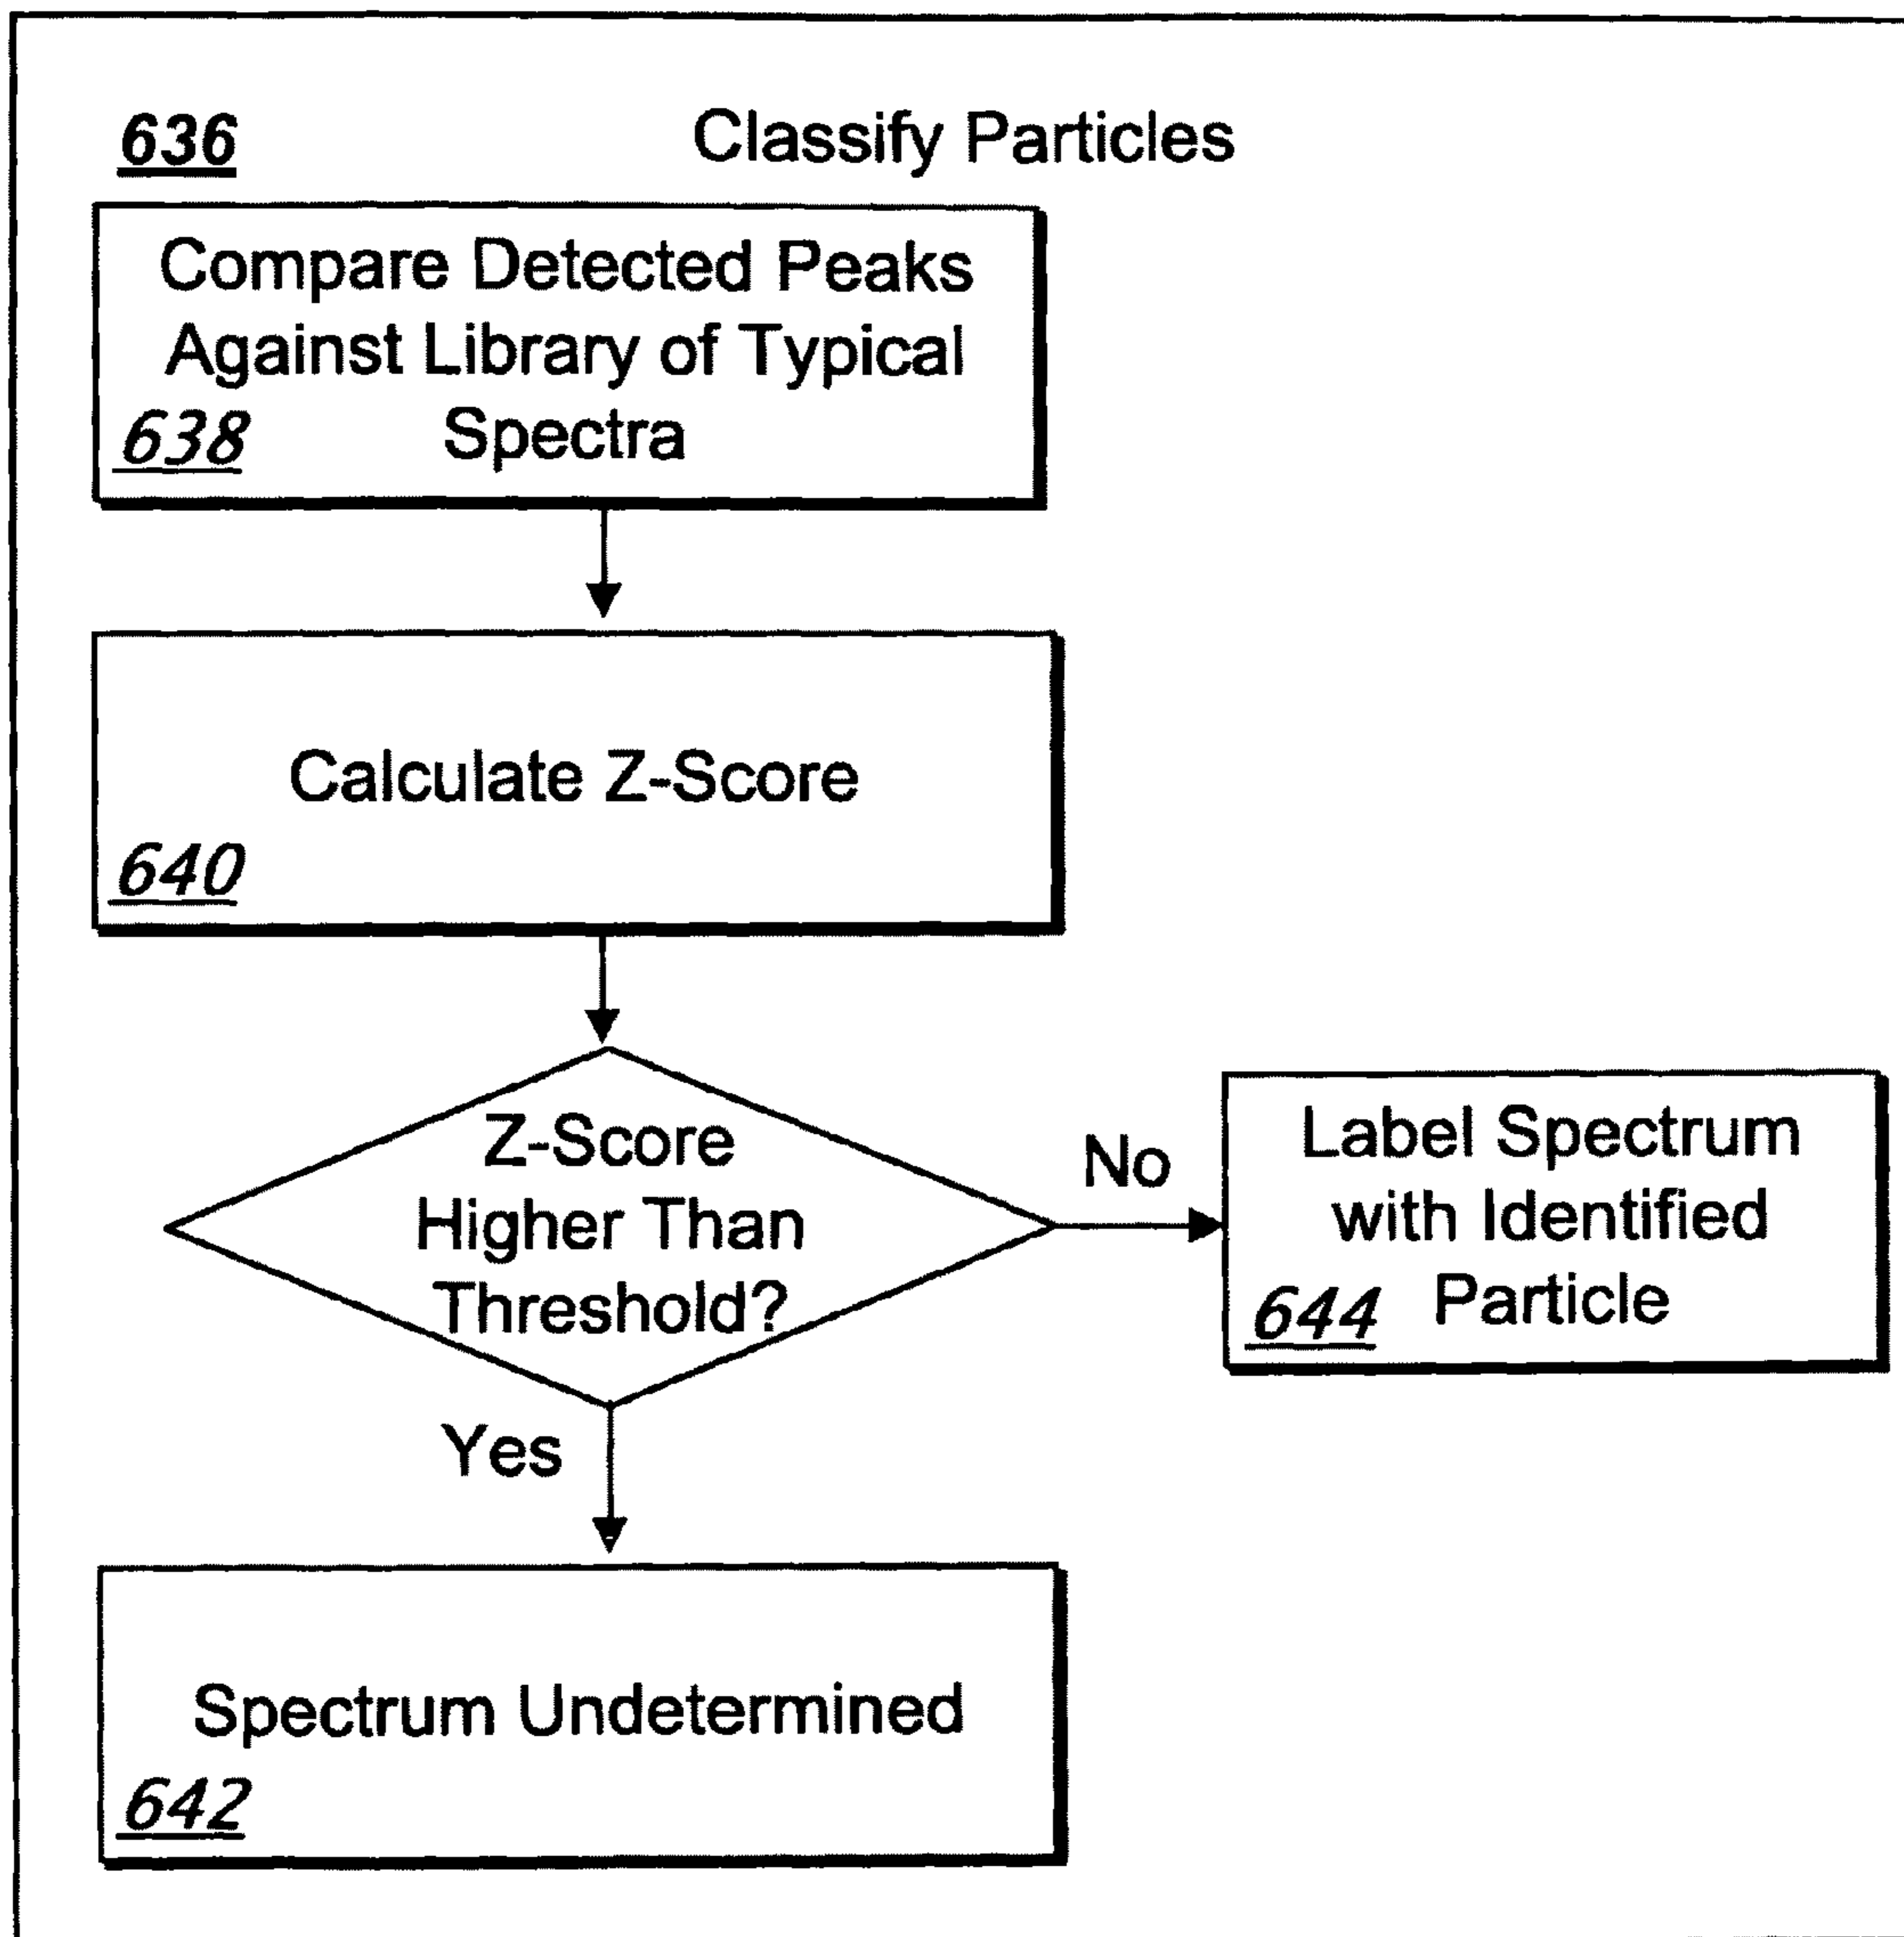 636 Classify Particles
Compare Detected Peaks
Against Library of Typical
638 Spectra
Calculate Z-Score
640
Z-Score
Higher Than
Threshold?
No
Label Spectrum
with Identified
644 Particle
Yes
Spectrum Undetermined
642